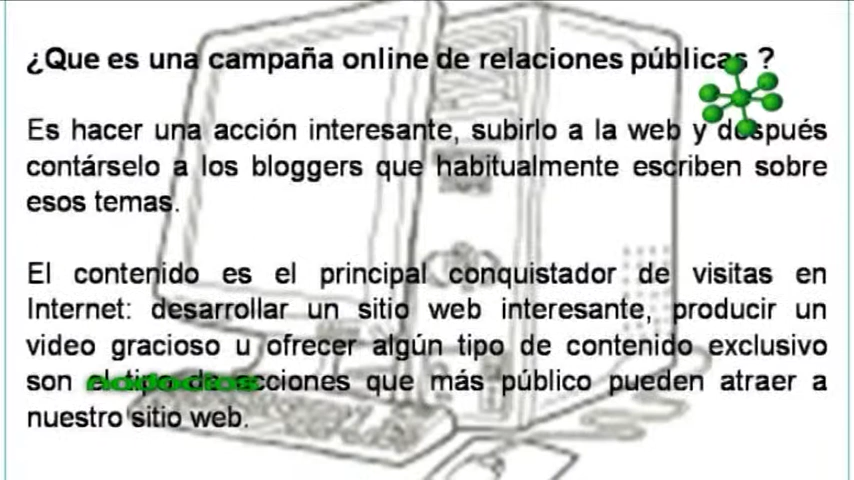 ¿Que es una campaña online de relaciones públicas ?
Es hacer una acción interesante, subirlo a la web y después
contárselo a los bloggers que habitualmente escriben sobre
esos temas.
El contenido es el principal conquistador de visitas en
Internet: desarrollar un sitio web interesante, producir un
video gracioso u ofrecer algún tipo de contenido exclusivo
son el tipo de acciones que más público pueden atraer a
nuestro sitio web.